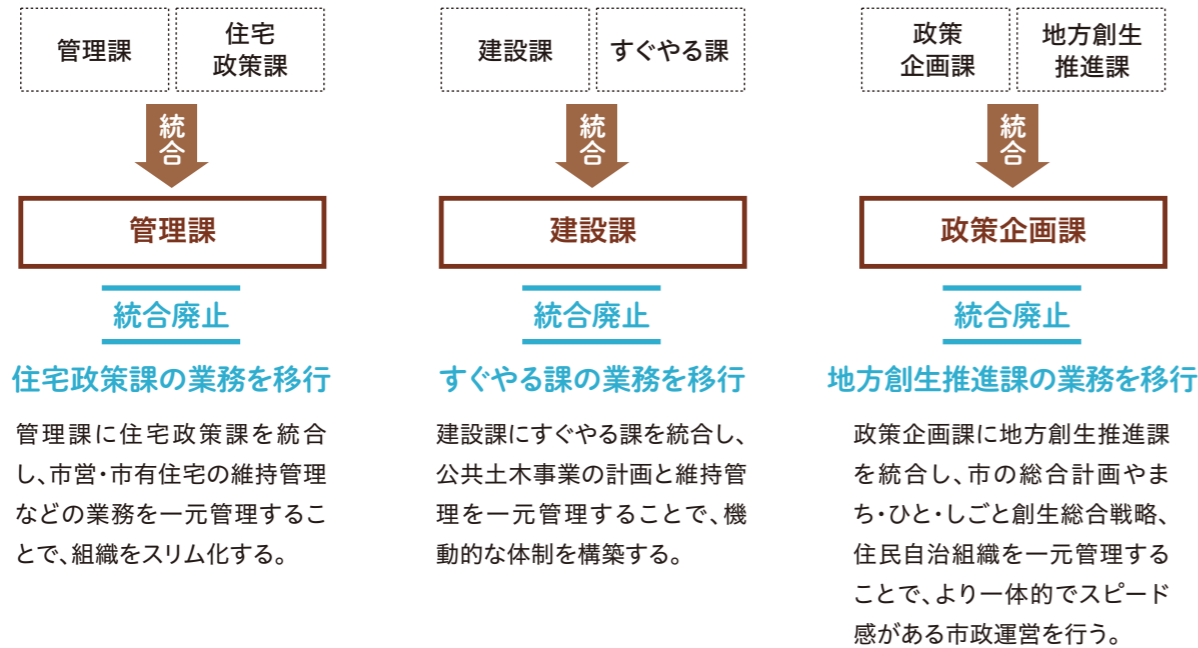 管理課
住宅
政策課
統合
管理課
統合廃止
住宅政策課の業務を移行
管理課に住宅政策課を統合
し、市営・市有住宅の維持管理
などの業務を一元管理するこ
とで、組織をスリム化する。
建設課
すぐやる課
統合
建設課
統合廃止
すぐやる課の業務を移行
建設課にすぐやる課を統合し、
公共土木事業の計画と維持管
理を一元管理することで、機
動的な体制を構築する。
政策
企画課
地方創生
推進課
統合
政策企画課
統合廃止
地方創生推進課の業務を移行
政策企画課に地方創生推進課
を統合し、市の総合計画やま
ち・ひと・しごと創生総合戦略、
住民自治組織を一元管理する
ことで、より一体的でスピード
感がある市政運営を行う。